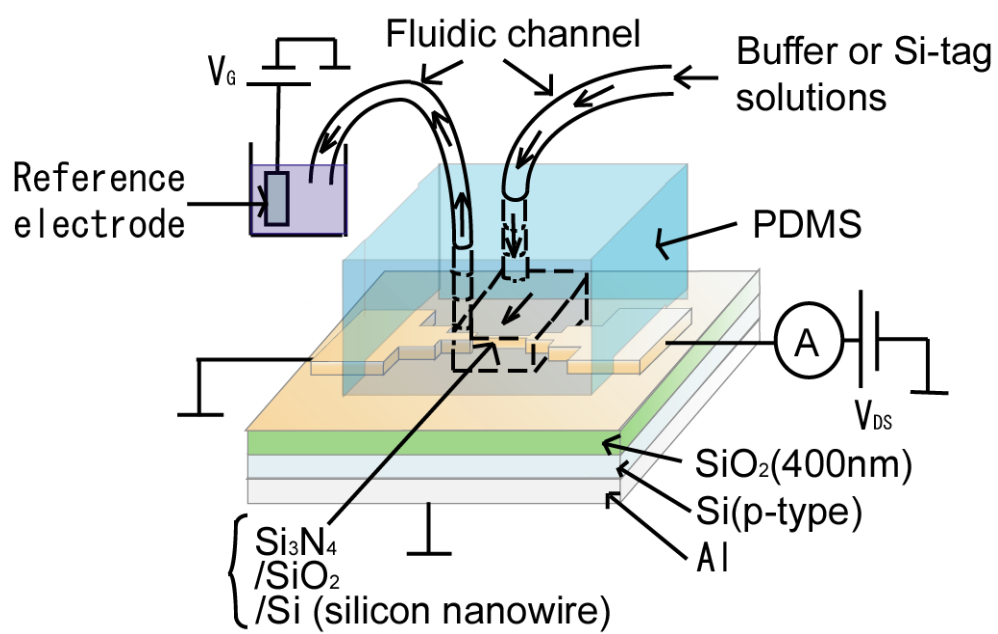 Fluidic channel
Buffer or Si-tag
solutions
VG
Reference
electrode
PDMS
A
VDS
SiO2(400nm)
Si(p-type)
Al
Si3N4
/SiO2
/Si (silicon nanowire)